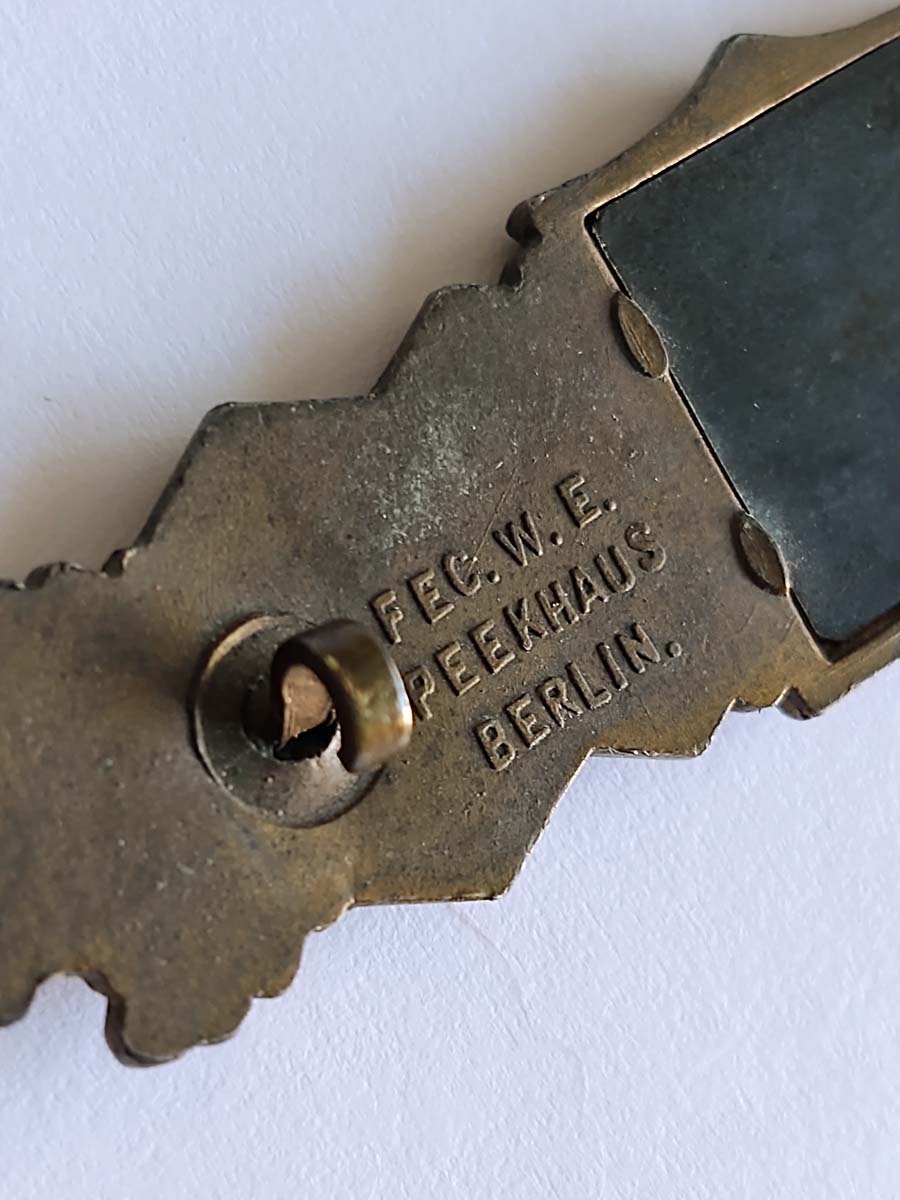 FEC. W. E.
PEEKHAUS
BERLIN.